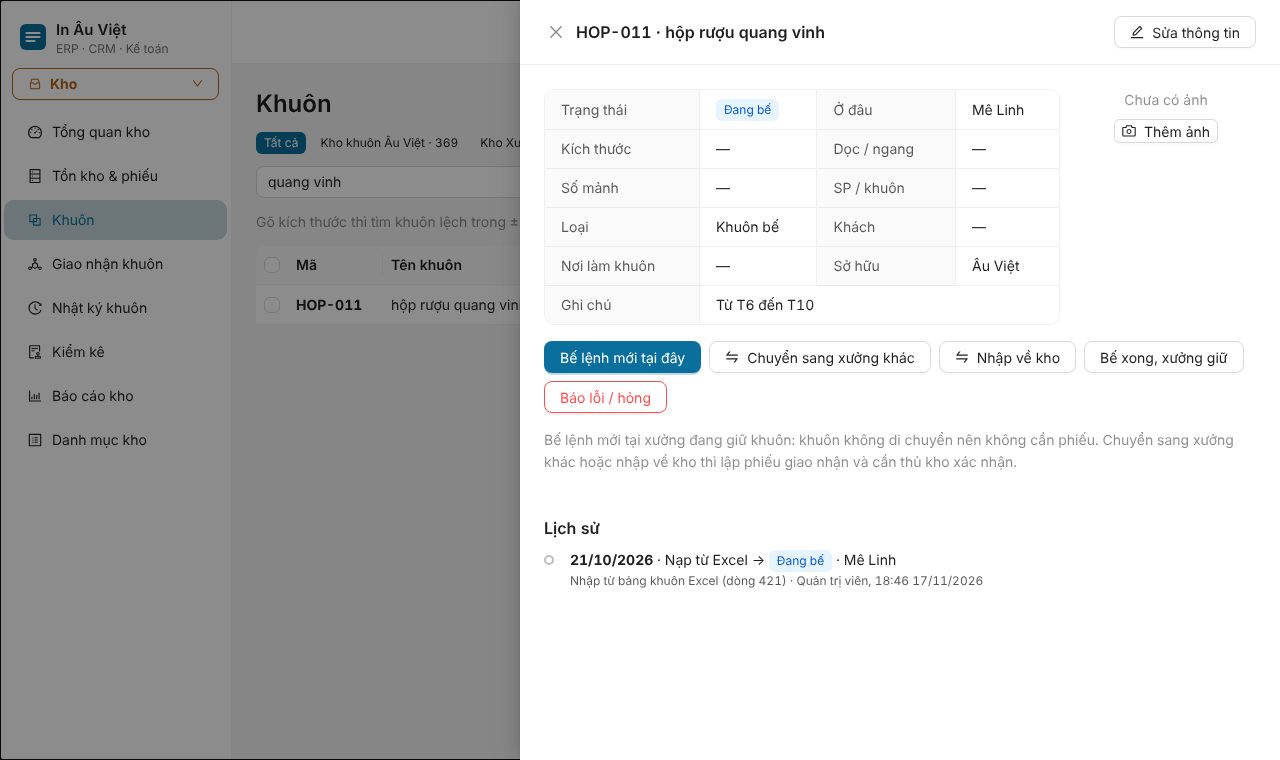 In Âu Việt
ERP · CRM · Kế toán
Kho
Tổng quan kho
Tồn kho & phiếu
Khuôn
Giao nhận khuôn
Nhật ký khuôn
Kiểm kê
Báo cáo kho
Danh mục kho
Khuôn
Tất cả Kho khuôn Âu Việt · 369 Kho Xu
quang vinh
Gõ kích thước thì tìm khuôn lệch trong ±
Mã Tên khuôn
HOP-011 hộp rượu quang vin
HOP-011 · hộp rượu quang vinh
Sửa thông tin
Trạng thái Đang bế Ở đâu Mê Linh
Kích thước — Dọc / ngang —
Số mảnh — SP / khuôn —
Loại Khuôn bế Khách —
Nơi làm khuôn — Sở hữu Âu Việt
Ghi chú Từ T6 đến T10
Chưa có ảnh
Thêm ảnh
Bế lệnh mới tại đây Chuyển sang xưởng khác Nhập về kho Bế xong, xưởng giữ
Báo lỗi / hỏng
Bế lệnh mới tại xưởng đang giữ khuôn: khuôn không di chuyển nên không cần phiếu. Chuyển sang xưởng
khác hoặc nhập về kho thì lập phiếu giao nhận và cần thủ kho xác nhận.
Lịch sử
21/10/2026 · Nạp từ Excel → Đang bế · Mê Linh
Nhập từ bảng khuôn Excel (dòng 421) · Quản trị viên, 18:46 17/11/2026